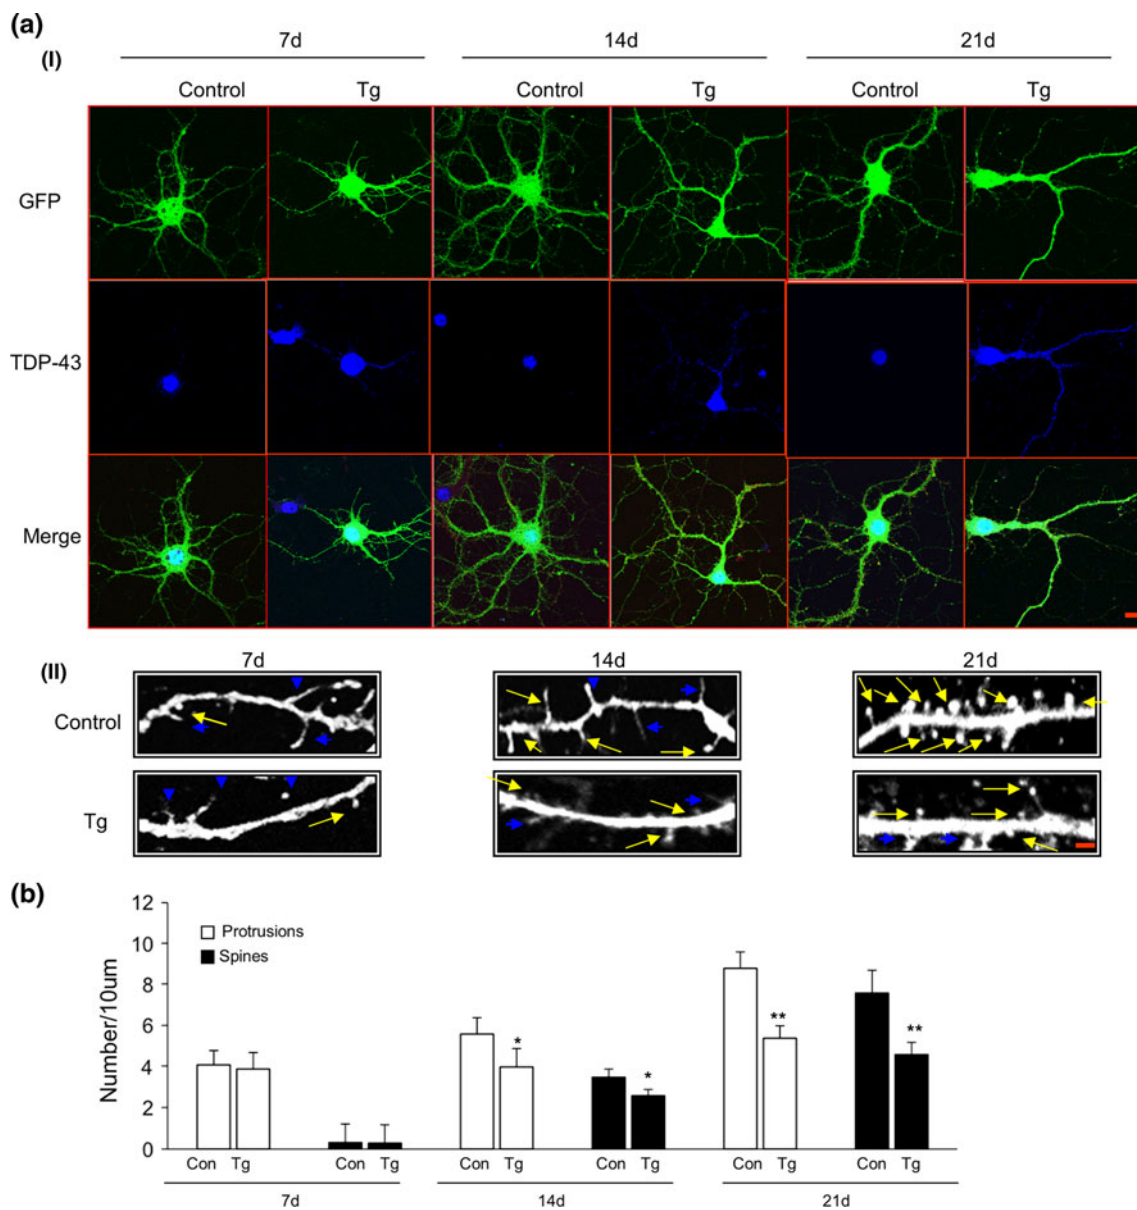 (a)
(I)
7d 14d 21d
Control Tg Control Tg Control Tg
GFP
TDP-43
Merge
(II)
7d 14d 21d
Control
Tg
(b)
Number/10um
12
10
8
6
4
2
0
Protrusions
Spines
* * ** **
Con Tg Con Tg Con Tg Con Tg Con Tg Con Tg
7d 14d 21d